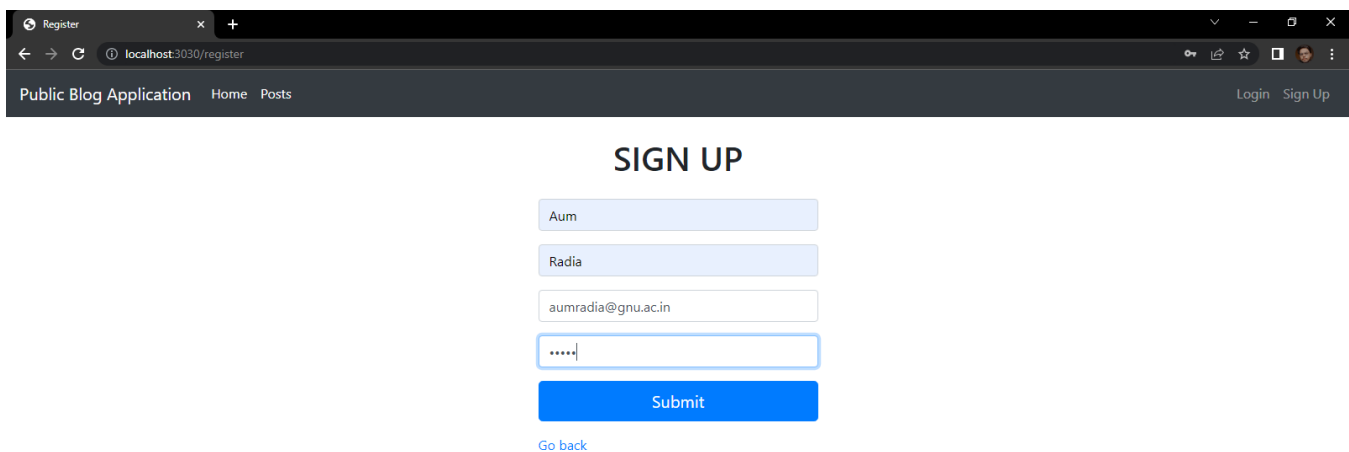 Register
localhost:3030/register
Public Blog Application Home Posts Login Sign Up
SIGN UP
Aum
Radia
aumradia@gnu.ac.in
•••••
Submit
Go back